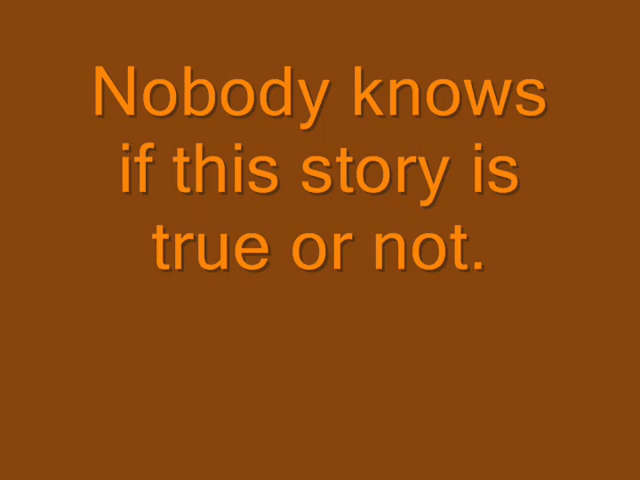 Nobody knows
if this story is
true or not.